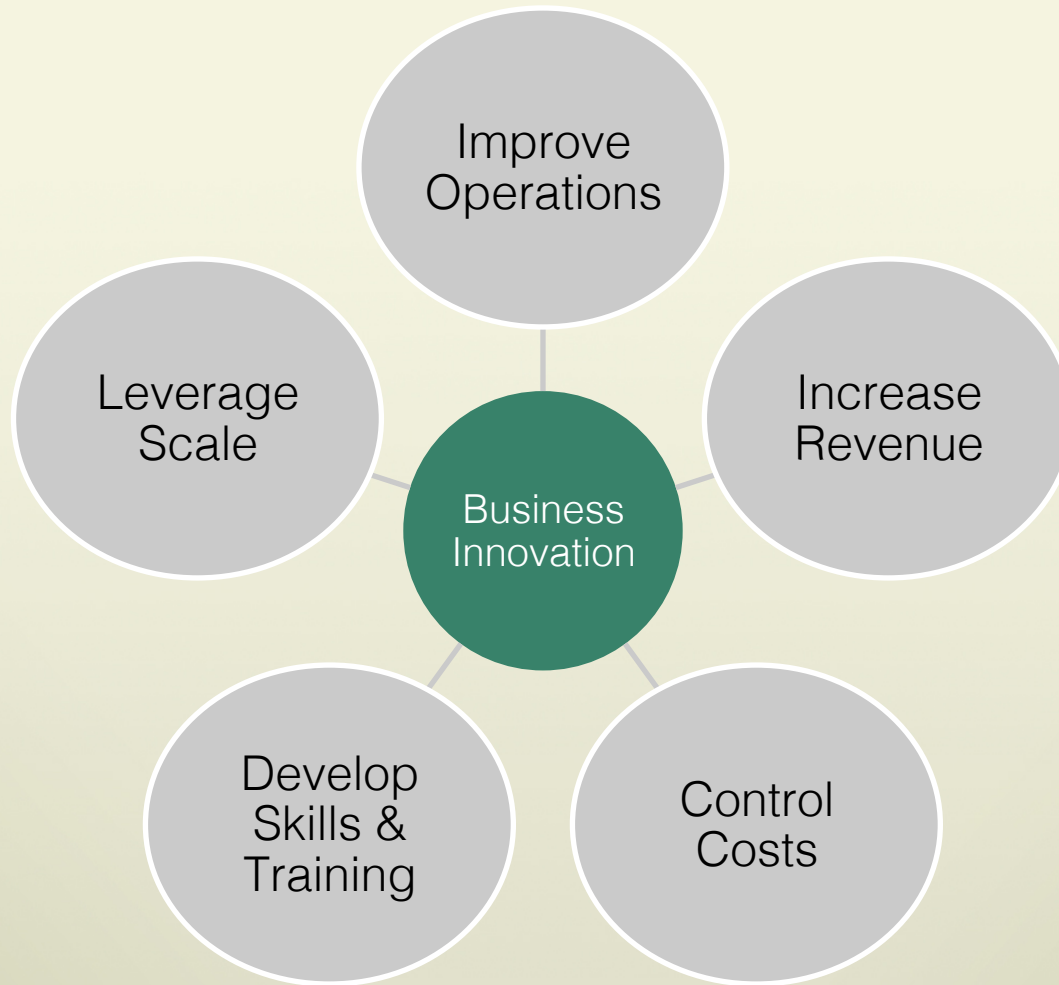 Improve
Operations
Increase
Revenue
Control
Costs
Develop
Skills &
Training
Leverage
Scale
Business
Innovation